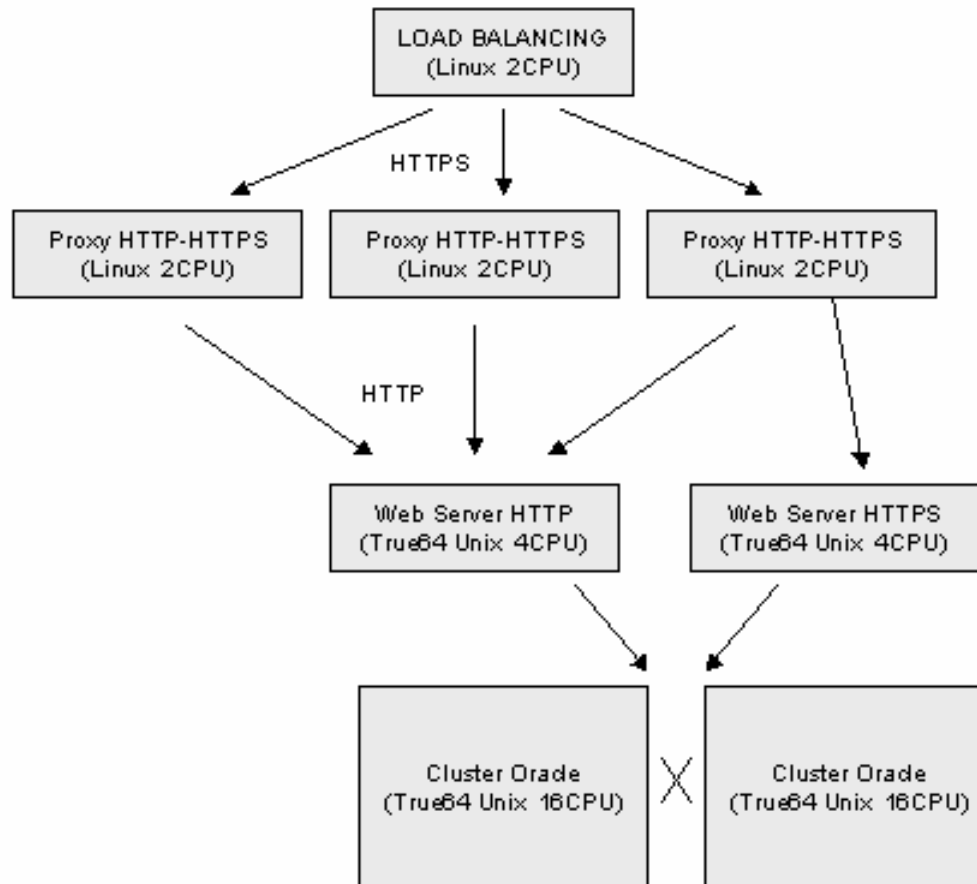 LOAD BALANCING
(Linux 2CPU)
HTTPS
Proxy HTTP-HTTPS
(Linux 2CPU)
Proxy HTTP-HTTPS
(Linux 2CPU)
Proxy HTTP-HTTPS
(Linux 2CPU)
HTTP
Web Server HTTP
(True64 Unix 4CPU)
Web Server HTTPS
(True64 Unix 4CPU)
Cluster Oracle
(True64 Unix 16CPU)
Cluster Oracle
(True64 Unix 16CPU)